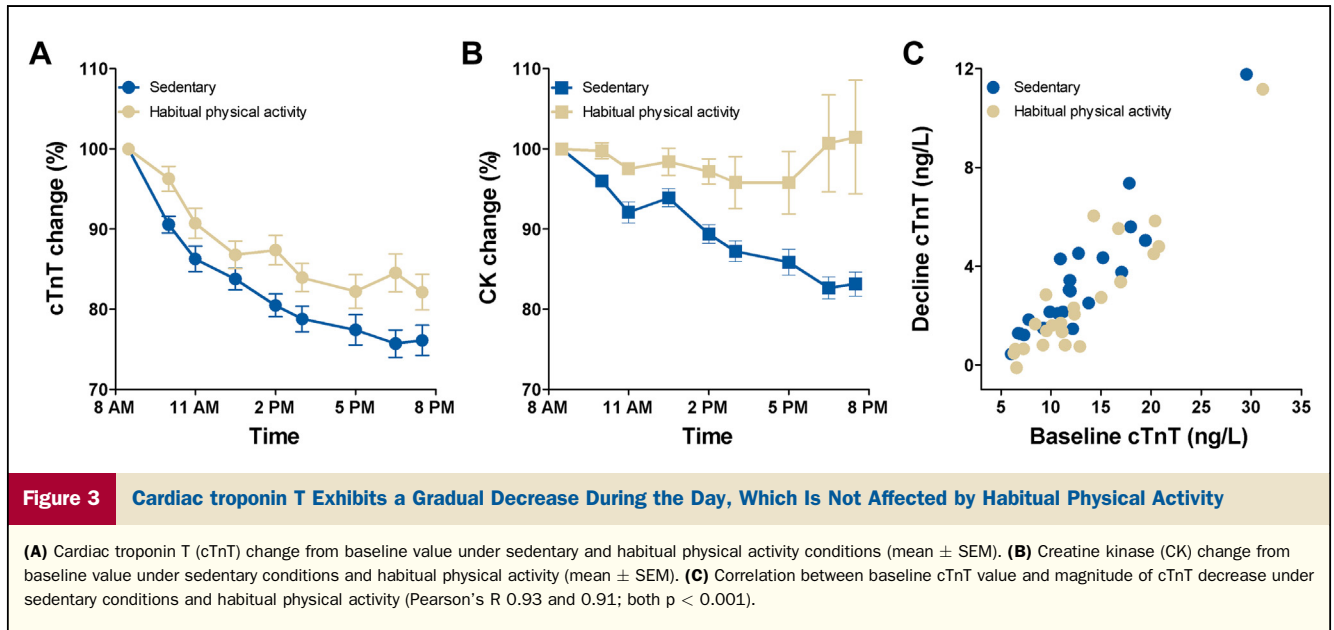 A
110
100
90
80
70
cTnT change (%)
Sedentary
Habitual physical activity
8 AM 11 AM 2 PM 5 PM 8 PM
Time
B
110
100
90
80
70
CK change (%)
Sedentary
Habitual physical activity
8 AM 11 AM 2 PM 5 PM 8 PM
Time
C
12
8
4
0
Decline cTnT (ng/L)
Sedentary
Habitual physical activity
5 10 15 20 25 30 35
Baseline cTnT (ng/L)
Figure 3 Cardiac troponin T Exhibits a Gradual Decrease During the Day, Which Is Not Affected by Habitual Physical Activity
(A) Cardiac troponin T (cTnT) change from baseline value under sedentary and habitual physical activity conditions (mean ± SEM). (B) Creatine kinase (CK) change from
baseline value under sedentary conditions and habitual physical activity (mean ± SEM). (C) Correlation between baseline cTnT value and magnitude of cTnT decrease under
sedentary conditions and habitual physical activity (Pearson's R 0.93 and 0.91; both p < 0.001).